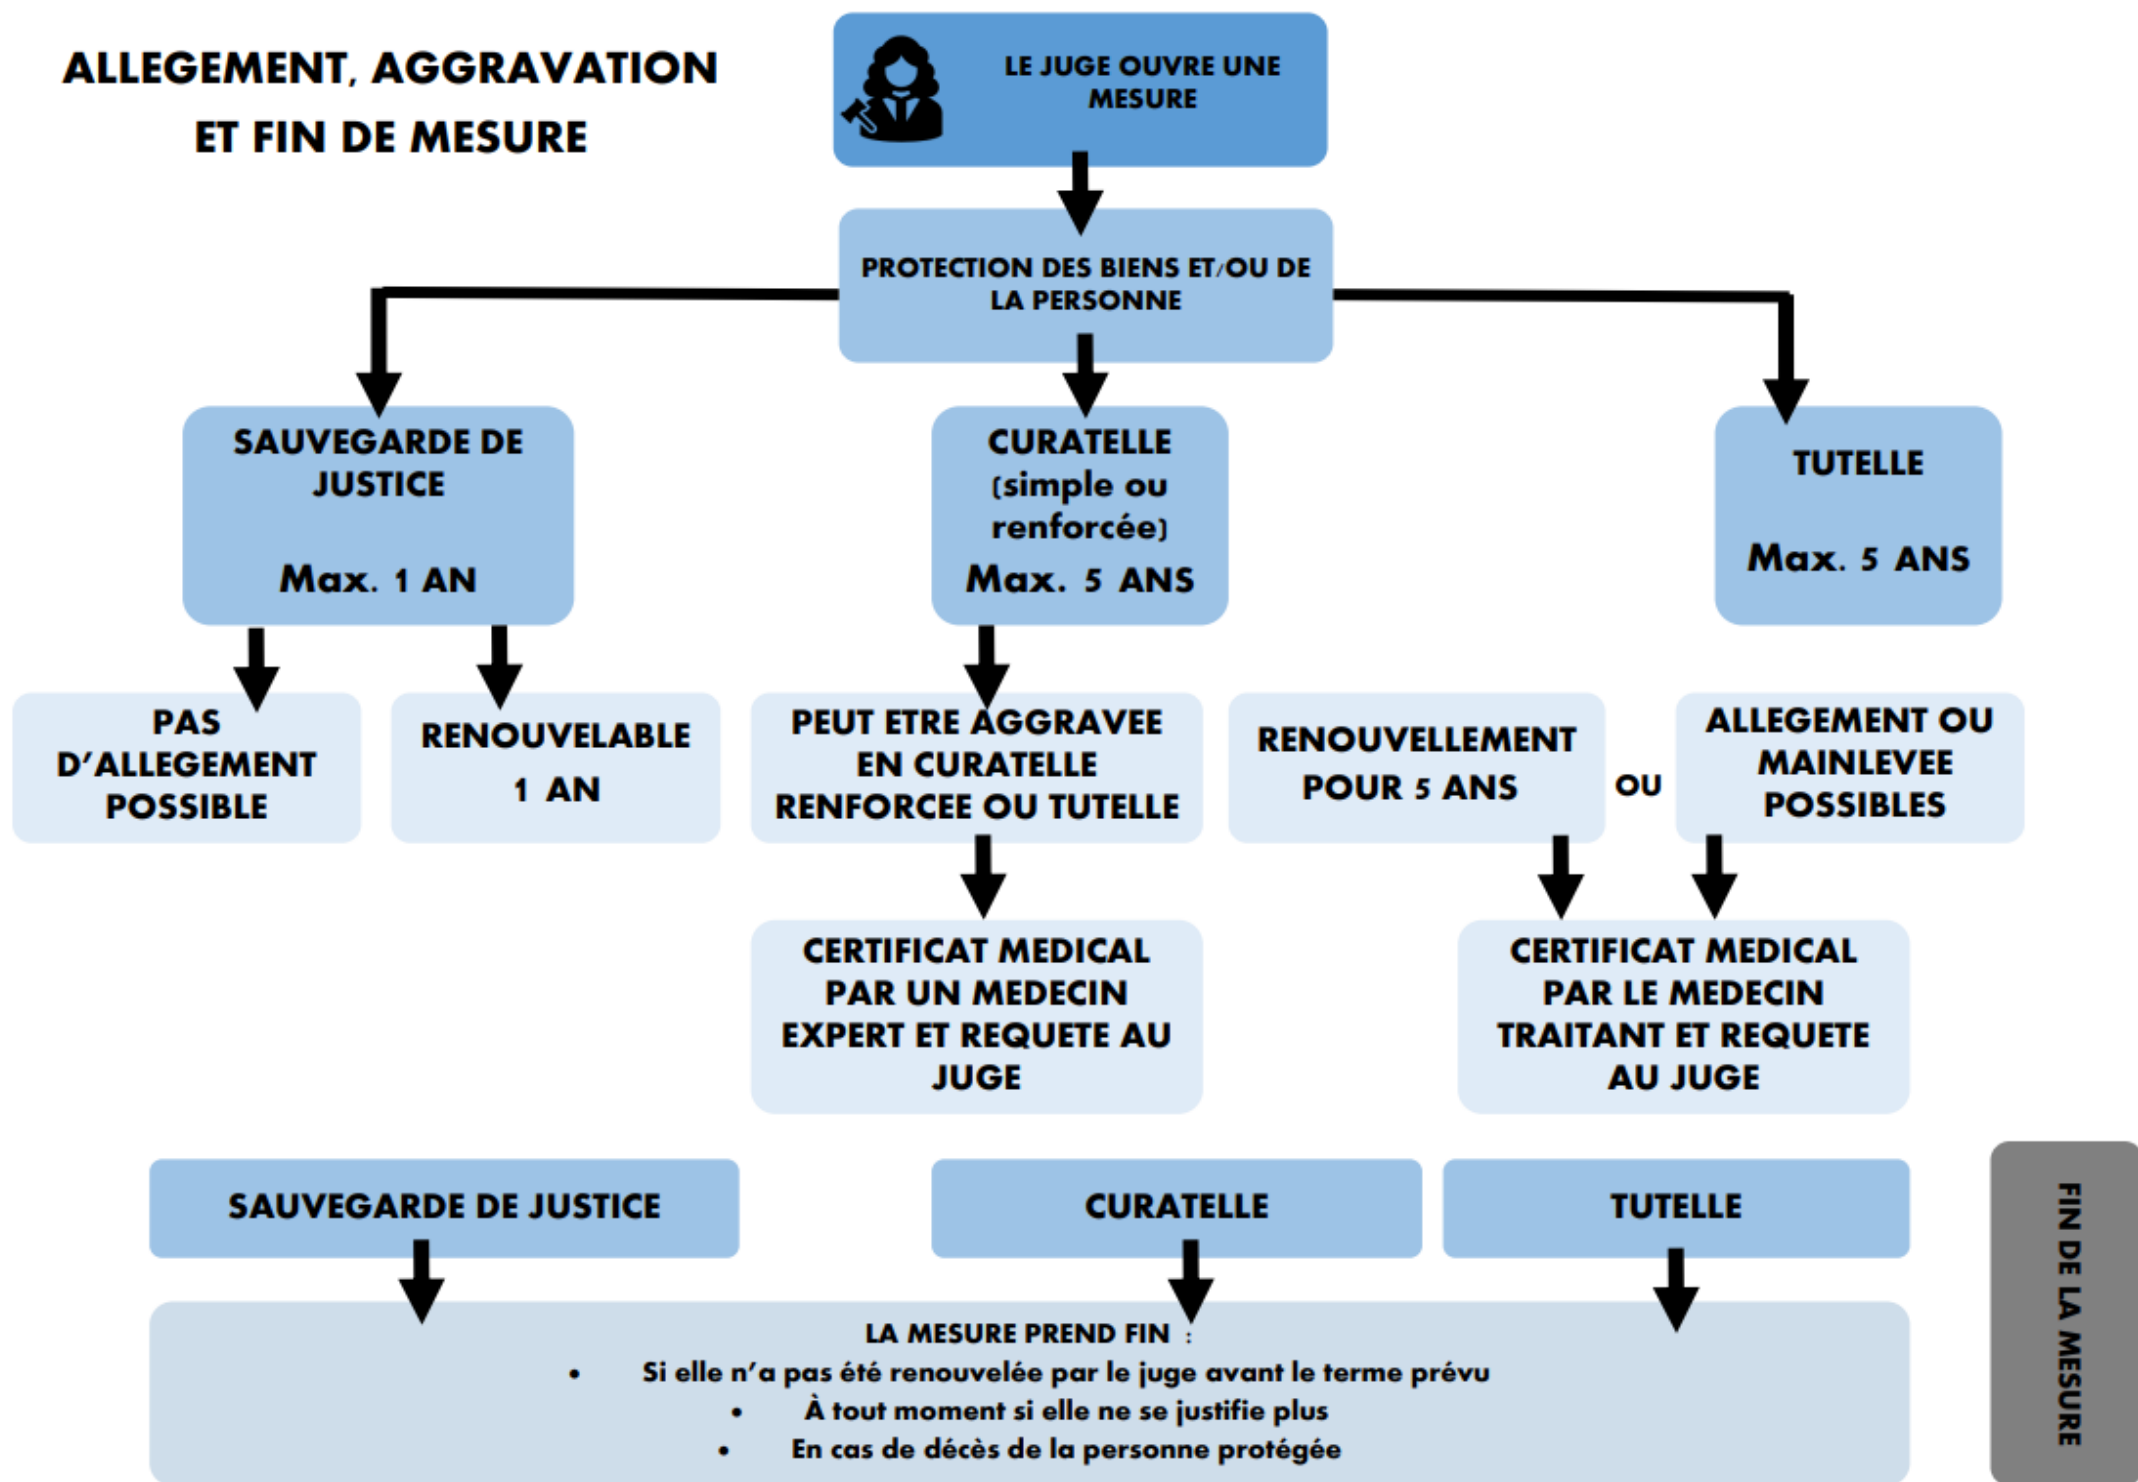 ALLEGEMENT, AGGRAVATION
ET FIN DE MESURE
LE JUGE OUVRE UNE
MESURE
PROTECTION DES BIENS ET/OU DE
LA PERSONNE
SAUVEGARDE DE
JUSTICE
Max. 1 AN
CURATELLE
(simple ou
renforcée)
Max. 5 ANS
TUTELLE
Max. 5 ANS
PAS
D'ALLEGEMENT
POSSIBLE
RENOUVELABLE
1 AN
PEUT ETRE AGGRAVEE
EN CURATELLE
RENFORCEE OU TUTELLE
RENOUVELLEMENT
POUR 5 ANS
OU
ALLEGEMENT OU
MAINLEVEE
POSSIBLES
CERTIFICAT MEDICAL
PAR UN MEDECIN
EXPERT ET REQUETE AU
JUGE
CERTIFICAT MEDICAL
PAR LE MEDECIN
TRAITANT ET REQUETE
AU JUGE
SAUVEGARDE DE JUSTICE
CURATELLE
TUTELLE
LA MESURE PREND FIN :
• Si elle n'a pas été renouvelée par le juge avant le terme prévu
• À tout moment si elle ne se justifie plus
• En cas de décès de la personne protégée
FIN DE LA MESURE